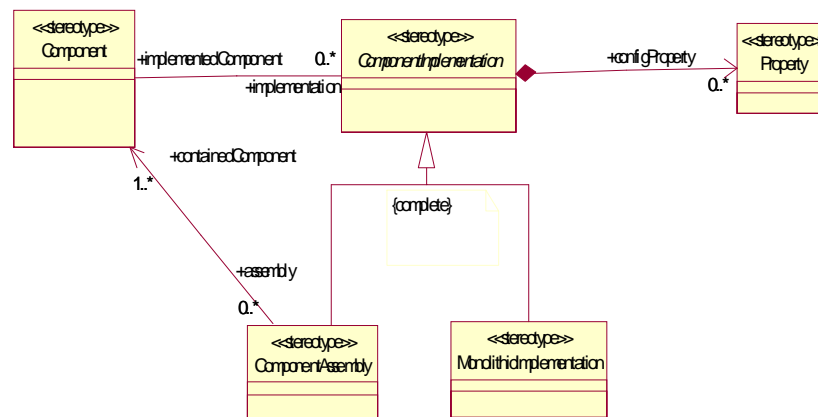 <<stereotype>>
Component
+implementedComponent
0..*
+implementation
<<stereotype>>
ComponentImplementation
+configProperty
0..*
<<stereotype>>
Property
+containedComponent
1..*
{complete}
+assembly
0..*
<<stereotype>>
ComponentAssembly
<<stereotype>>
MonolithicImplementation